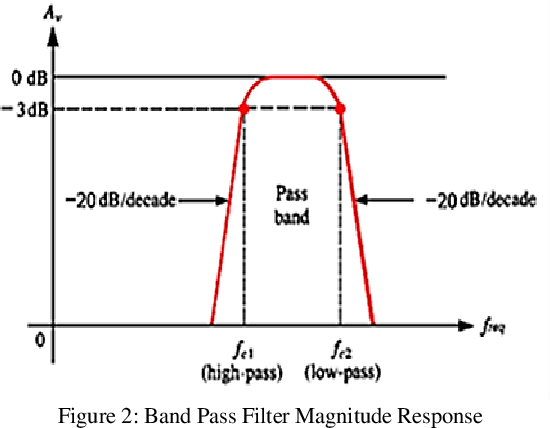 Av
0 dB
−3dB
−20 dB/decade
Pass
band
−20 dB/decade
0
freq
fc1
(high-pass)
fc2
(low-pass)
Figure 2: Band Pass Filter Magnitude Response